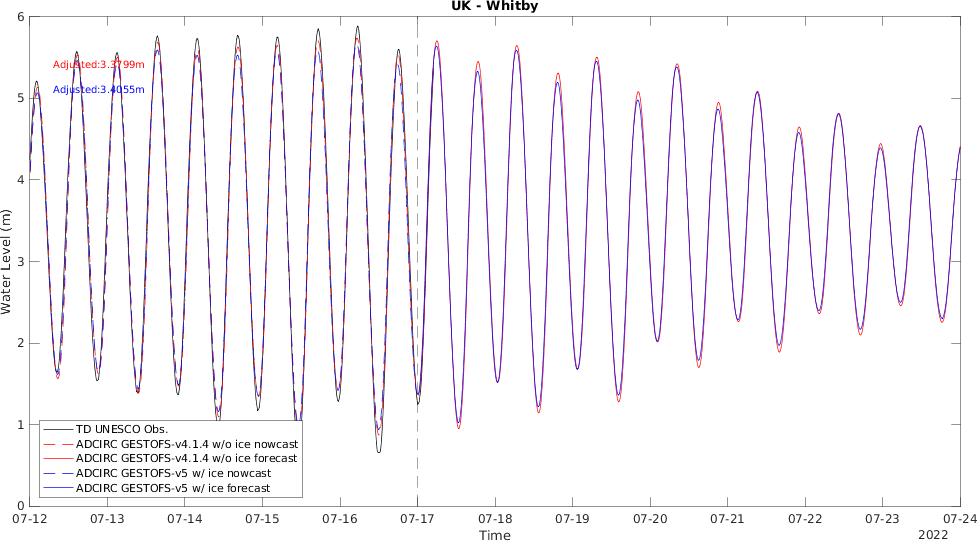 UK - Whitby
6
Adjusted:3.3799m
Adjusted:3.4055m
5
4
3
2
1
0
Water Level (m)
TD UNESCO Obs.
ADCIRC GESTOFS-v4.1.4 w/o ice nowcast
ADCIRC GESTOFS-v4.1.4 w/o ice forecast
ADCIRC GESTOFS-v5 w/ ice nowcast
ADCIRC GESTOFS-v5 w/ ice forecast
07-12 07-13 07-14 07-15 07-16 07-17 07-18 07-19 07-20 07-21 07-22 07-23 07-24
Time
2022